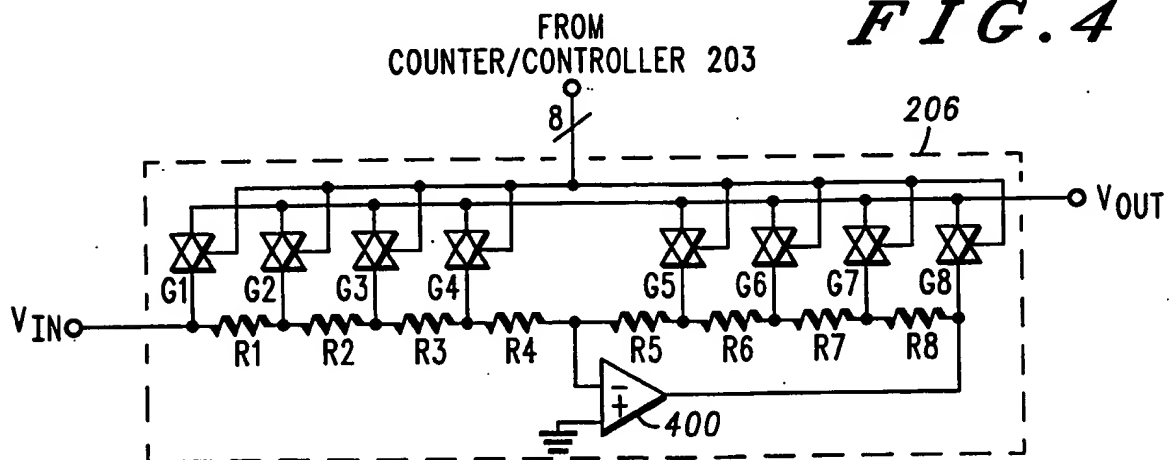 FIG.4
FROM
COUNTER/CONTROLLER 203
8
206
VOUT
G1 G2 G3 G4 G5 G6 G7 G8
VIN
R1 R2 R3 R4 R5 R6 R7 R8
−
+
400